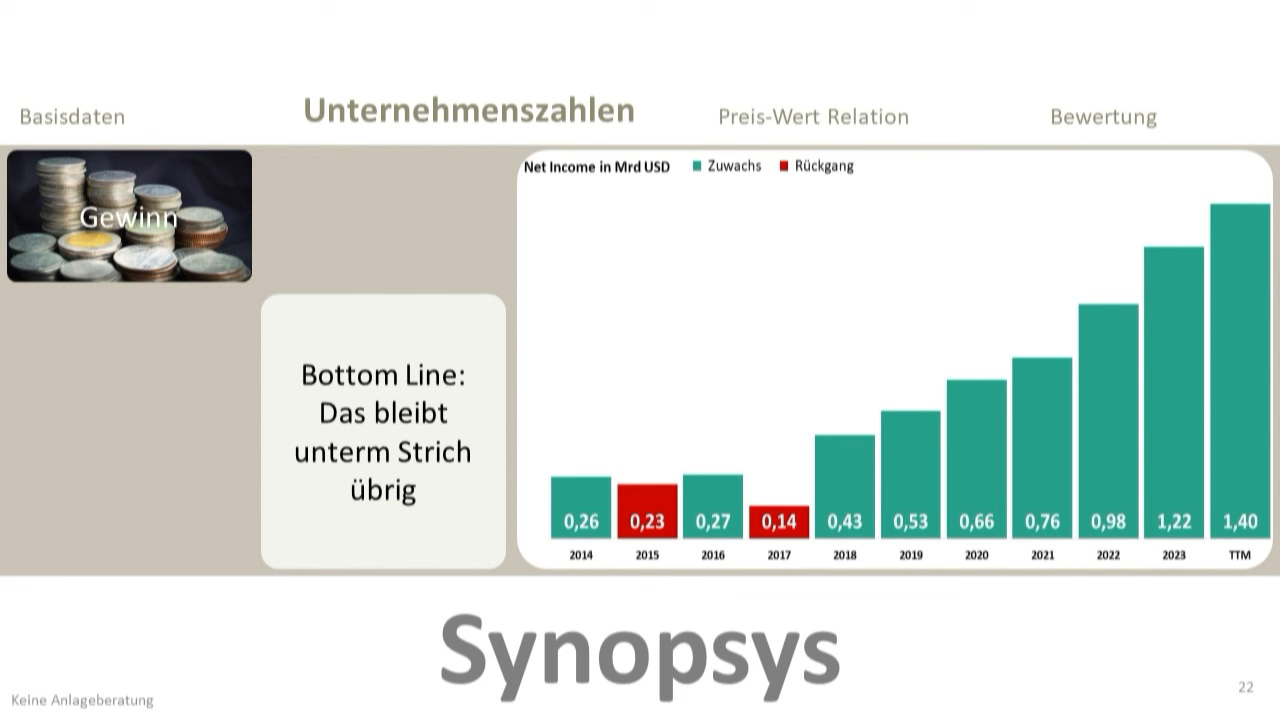 Basisdaten
Unternehmenszahlen
Preis-Wert Relation
Bewertung
Gewinn
Bottom Line:
Das bleibt
unterm Strich
übrig
Net Income in Mrd USD
Zuwachs
Rückgang
0,26
0,23
0,27
0,14
0,43
0,53
0,66
0,76
0,98
1,22
1,40
2014
2015
2016
2017
2018
2019
2020
2021
2022
2023
TTM
Synopsys
Keine Anlageberatung
22